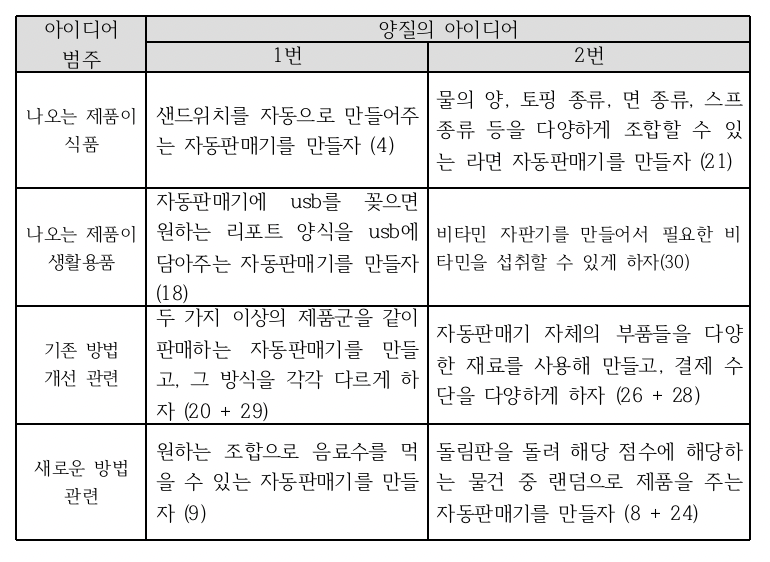 아이디어
범주
양질의 아이디어
1번
2번
나오는 제품이
식품
샌드위치를 자동으로 만들어주
는 자동판매기를 만들자 (4)
물의 양, 토핑 종류, 면 종류, 스프
종류 등을 다양하게 조합할 수 있
는 라면 자동판매기를 만들자 (21)
나오는 제품이
생활용품
자동판매기에 usb를 꽂으면
원하는 리포트 양식을 usb에
담아주는 자동판매기를 만들자
(18)
비타민 자판기를 만들어서 필요한 비
타민을 섭취할 수 있게 하자(30)
기존 방법
개선 관련
두 가지 이상의 제품군을 같이
판매하는 자동판매기를 만들
고, 그 방식을 각각 다르게 하
자 (20 + 29)
자동판매기 자체의 부품들을 다양
한 재료를 사용해 만들고, 결제 수
단을 다양하게 하자 (26 + 28)
새로운 방법
관련
원하는 조합으로 음료수를 먹
을 수 있는 자동판매기를 만들
자 (9)
돌림판을 돌려 해당 점수에 해당하
는 물건 중 랜덤으로 제품을 주는
자동판매기를 만들자 (8 + 24)